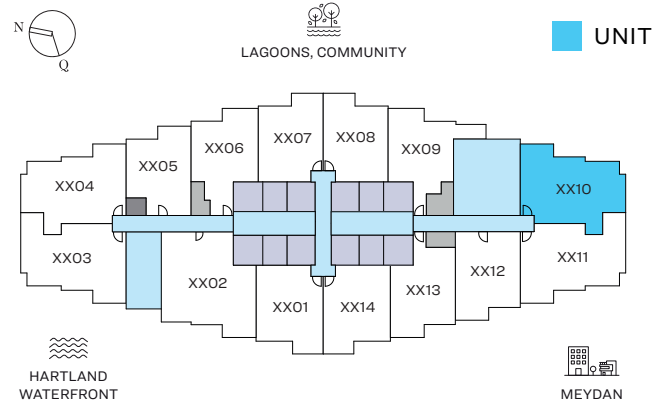 N
Q
LAGOONS, COMMUNITY
UNIT
XX07
XX08
XX06
XX09
XX05
XX04
XX10
XX03
XX11
XX02
XX12
XX01
XX14
XX13
HARTLAND
WATERFRONT
MEYDAN